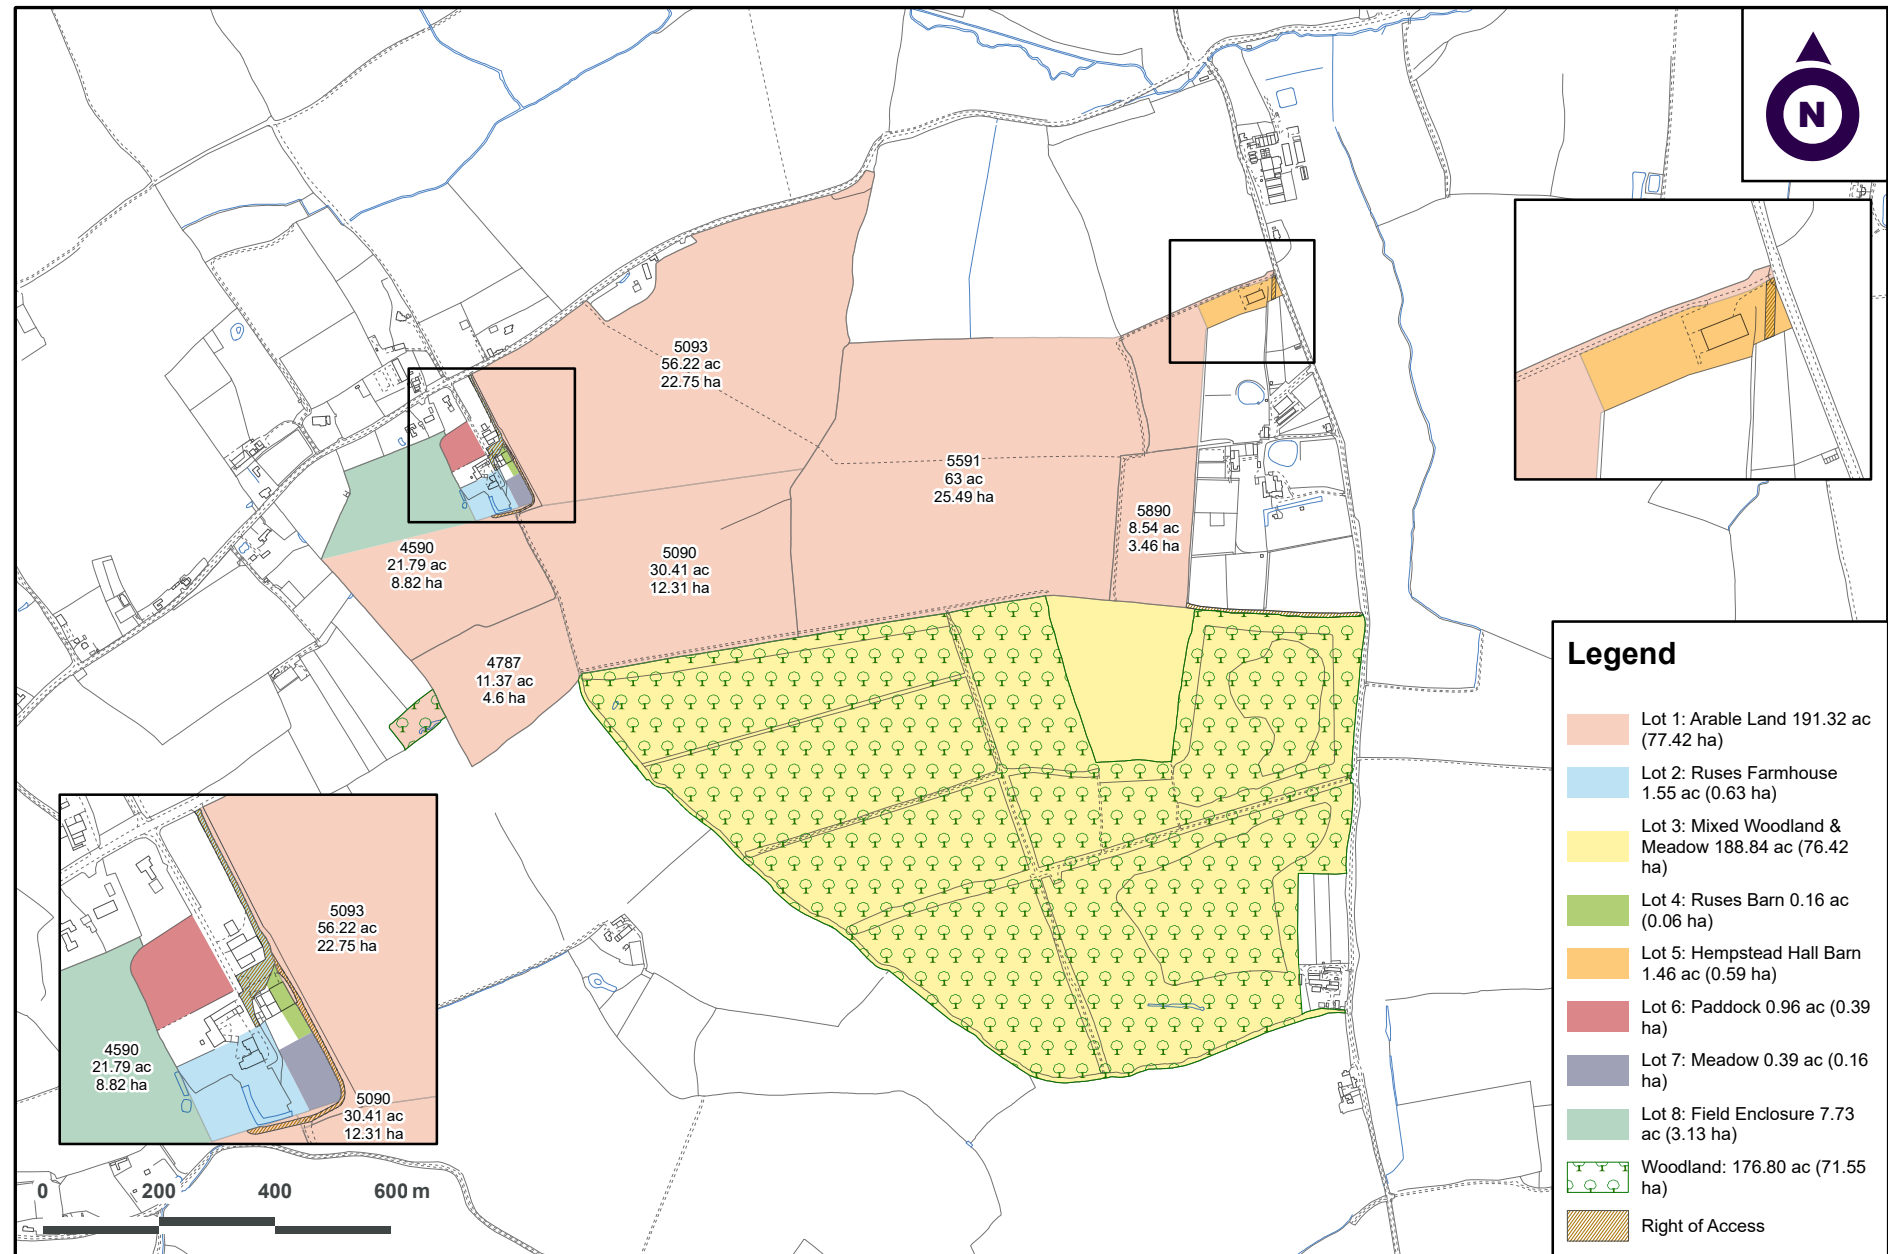 N
5093
56.22 ac
22.75 ha
5591
63 ac
25.49 ha
5890
8.54 ac
3.46 ha
4590
21.79 ac
8.82 ha
5090
30.41 ac
12.31 ha
4787
11.37 ac
4.6 ha
5093
56.22 ac
22.75 ha
4590
21.79 ac
8.82 ha
5090
30.41 ac
12.31 ha
0 200 400 600 m
Legend
Lot 1: Arable Land 191.32 ac
(77.42 ha)
Lot 2: Ruses Farmhouse
1.55 ac (0.63 ha)
Lot 3: Mixed Woodland &
Meadow 188.84 ac (76.42
ha)
Lot 4: Ruses Barn 0.16 ac
(0.06 ha)
Lot 5: Hempstead Hall Barn
1.46 ac (0.59 ha)
Lot 6: Paddock 0.96 ac (0.39
ha)
Lot 7: Meadow 0.39 ac (0.16
ha)
Lot 8: Field Enclosure 7.73
ac (3.13 ha)
Woodland: 176.80 ac (71.55
ha)
Right of Access